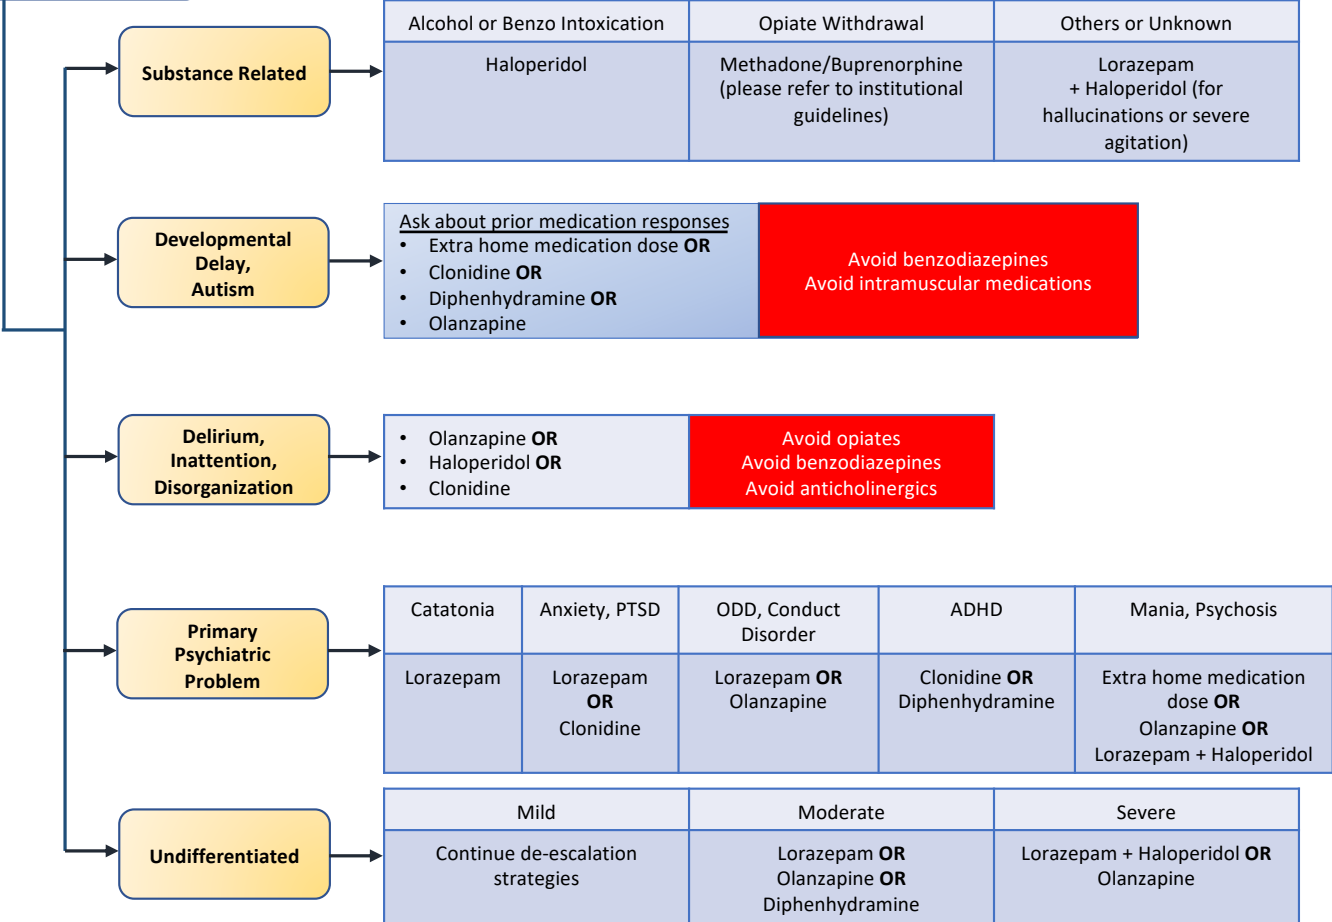 Substance Related
Alcohol or Benzo Intoxication
Haloperidol
Opiate Withdrawal
Methadone/Buprenorphine
(please refer to institutional
guidelines)
Others or Unknown
Lorazepam
+ Haloperidol (for
hallucinations or severe
agitation)
Developmental
Delay,
Autism
Ask about prior medication responses
• Extra home medication dose OR
• Clonidine OR
• Diphenhydramine OR
• Olanzapine
Avoid benzodiazepines
Avoid intramuscular medications
Delirium,
Inattention,
Disorganization
• Olanzapine OR
• Haloperidol OR
• Clonidine
Avoid opiates
Avoid benzodiazepines
Avoid anticholinergics
Primary
Psychiatric
Problem
Catatonia
Lorazepam
Anxiety, PTSD
Lorazepam
OR
Clonidine
ODD, Conduct
Disorder
Lorazepam OR
Olanzapine
ADHD
Clonidine OR
Diphenhydramine
Mania, Psychosis
Extra home medication
dose OR
Olanzapine OR
Lorazepam + Haloperidol
Undifferentiated
Mild
Continue de-escalation
strategies
Moderate
Lorazepam OR
Olanzapine OR
Diphenhydramine
Severe
Lorazepam + Haloperidol OR
Olanzapine